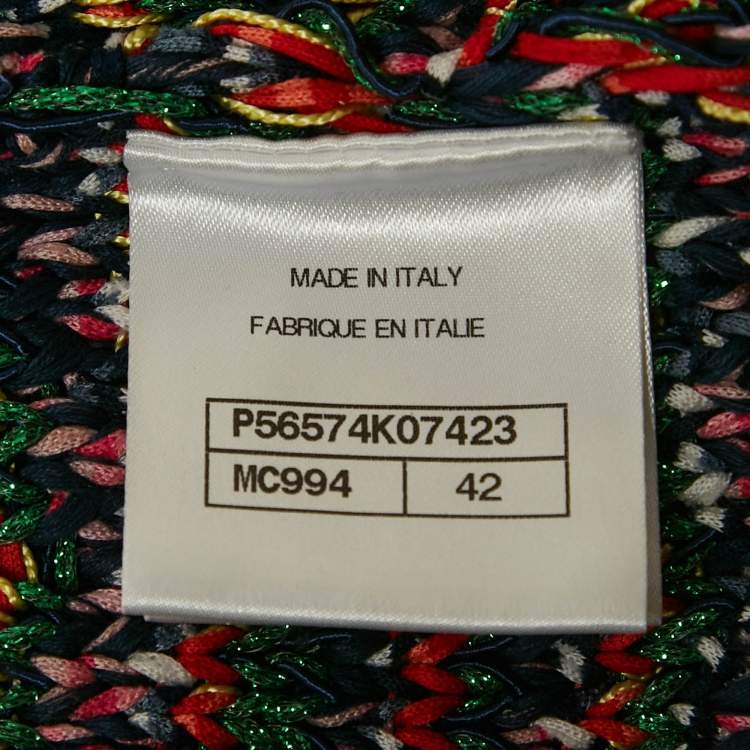 MADE IN ITALY
FABRIQUE EN ITALIE
P56574K07423
MC994 42